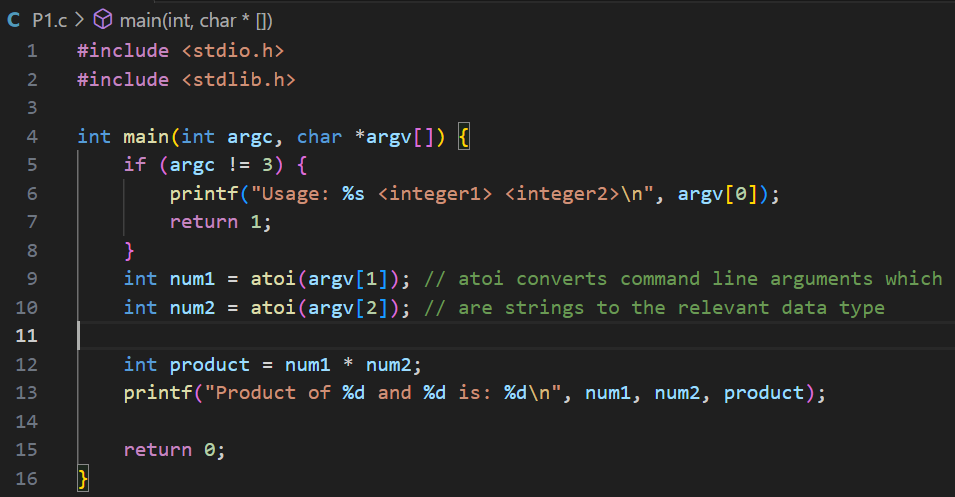 C P1.c > main(int, char * [])
1 #include <stdio.h>
2 #include <stdlib.h>
3
4 int main(int argc, char *argv[]) {
5     if (argc != 3) {
6         printf("Usage: %s <integer1> <integer2>\n", argv[0]);
7         return 1;
8     }
9     int num1 = atoi(argv[1]); // atoi converts command line arguments which
10     int num2 = atoi(argv[2]); // are strings to the relevant data type
11
12     int product = num1 * num2;
13     printf("Product of %d and %d is: %d\n", num1, num2, product);
14
15     return 0;
16 }